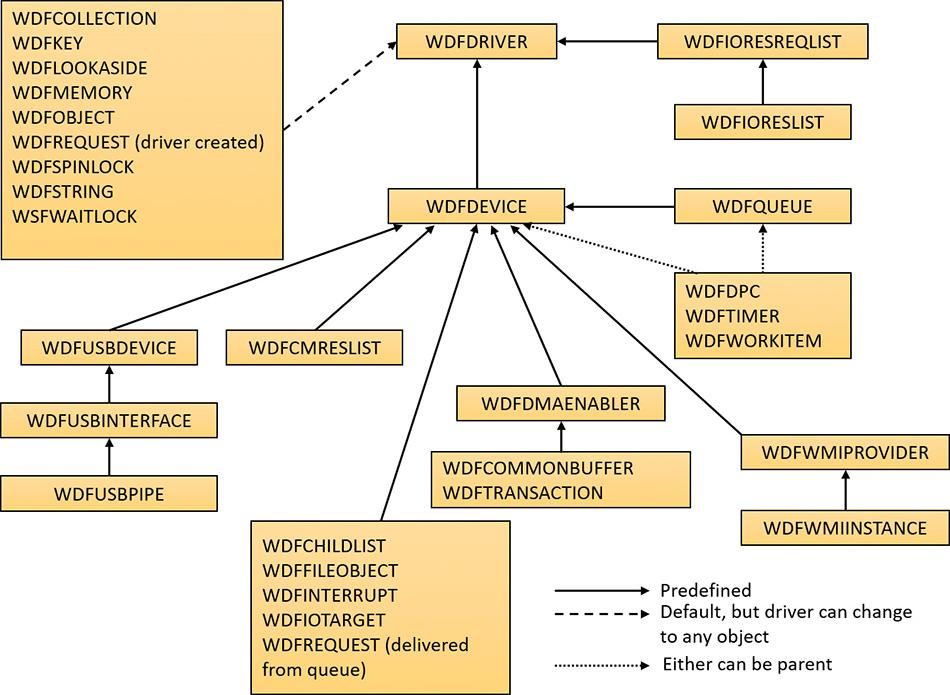 WDFCOLLECTION
WDFKEY
WDFLOOKASIDE
WDFMEMORY
WDFOBJECT
WDFREQUEST (driver created)
WDFSPINLOCK
WDFSTRING
WSFWAITLOCK
WDFDRIVER
WDFIORESREQLIST
WDFIORESLIST
WDFDEVICE
WDFQUEUE
WDFDPC
WDFTIMER
WDFWORKITEM
WDFUSBDEVICE
WDFCMRESLIST
WDFUSBINTERFACE
WDFUSBPIPE
WDFDMAENABLER
WDFCOMMONBUFFER
WDFTRANSACTION
WDFWMIPROVIDER
WDFWMIINSTANCE
WDFCHILDLIST
WDFFILEOBJECT
WDFINTERRUPT
WDFIOTARGET
WDFREQUEST (delivered
from queue)
Predefined
Default, but driver can change
to any object
Either can be parent